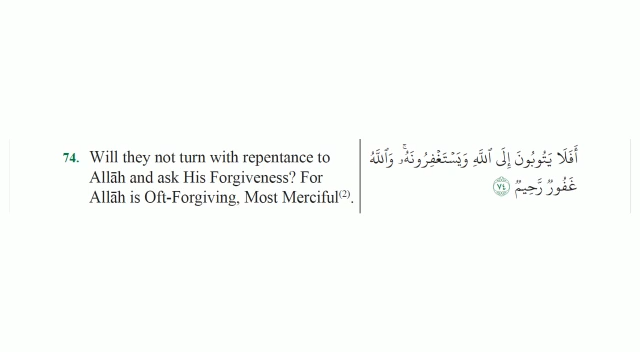 74. Will they not turn with repentance to
Allāh and ask His Forgiveness? For
Allāh is Oft-Forgiving, Most Merciful(2).
أَفَلَا يَتُوبُونَ إِلَى ٱللَّهِ وَيَسْتَغْفِرُونَهُۥۚ وَٱللَّهُ
غَفُورٌ رَّحِيمٌ ٧٤